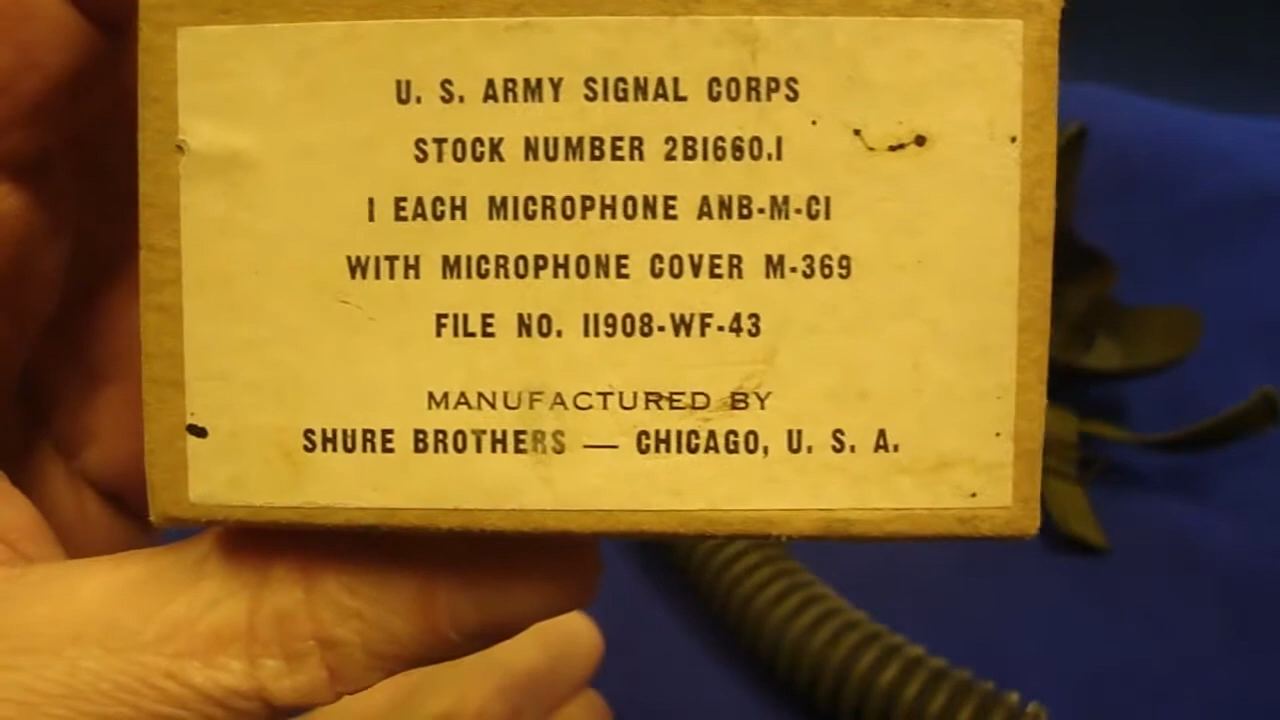 U. S. ARMY SIGNAL CORPS
STOCK NUMBER 2B1660.1
1 EACH MICROPHONE ANB-M-C1
WITH MICROPHONE COVER M-369
FILE NO. 11908-WF-43
MANUFACTURED BY
SHURE BROTHERS — CHICAGO, U. S. A.